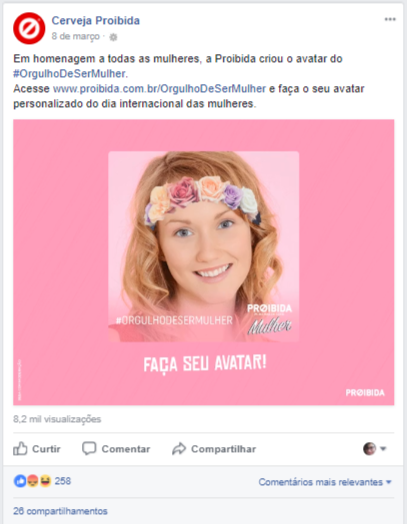 Cerveja Proibida
8 de março ·
Em homenagem a todas as mulheres, a Proibida criou o avatar do
#OrgulhoDeSerMulher.
Acesse www.proibida.com.br/OrgulhoDeSerMulher e faça o seu avatar
personalizado do dia internacional das mulheres.
#ORGULHODESERMULHER
PRØIBIDA
Mulher
FAÇA SEU AVATAR!
PRØIBIDA
8,2 mil visualizações
Curtir
Comentar
Compartilhar
258
Comentários mais relevantes
26 compartilhamentos